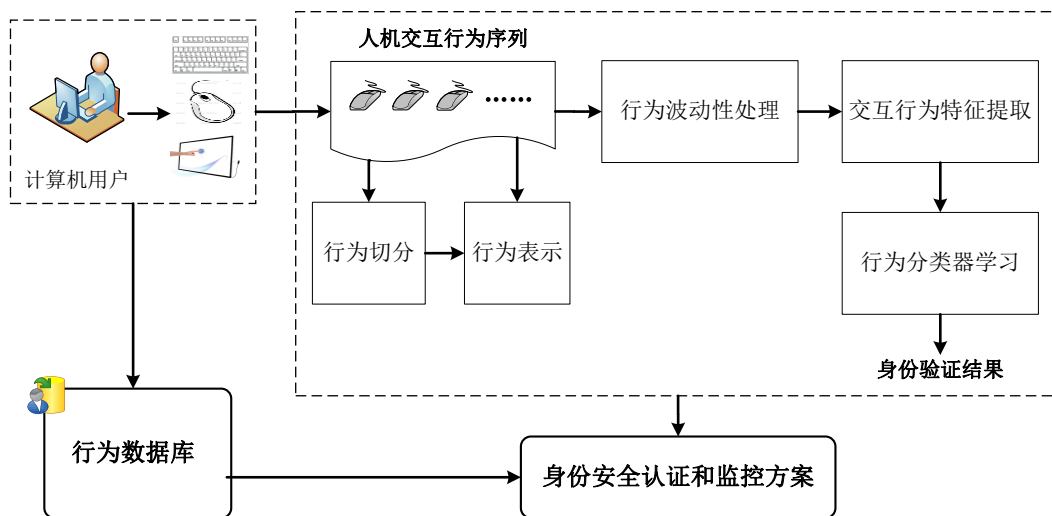 人机交互行为序列
……
行为波动性处理
交互行为特征提取
计算机用户
行为切分
行为表示
行为分类器学习
身份验证结果
行为数据库
身份安全认证和监控方案